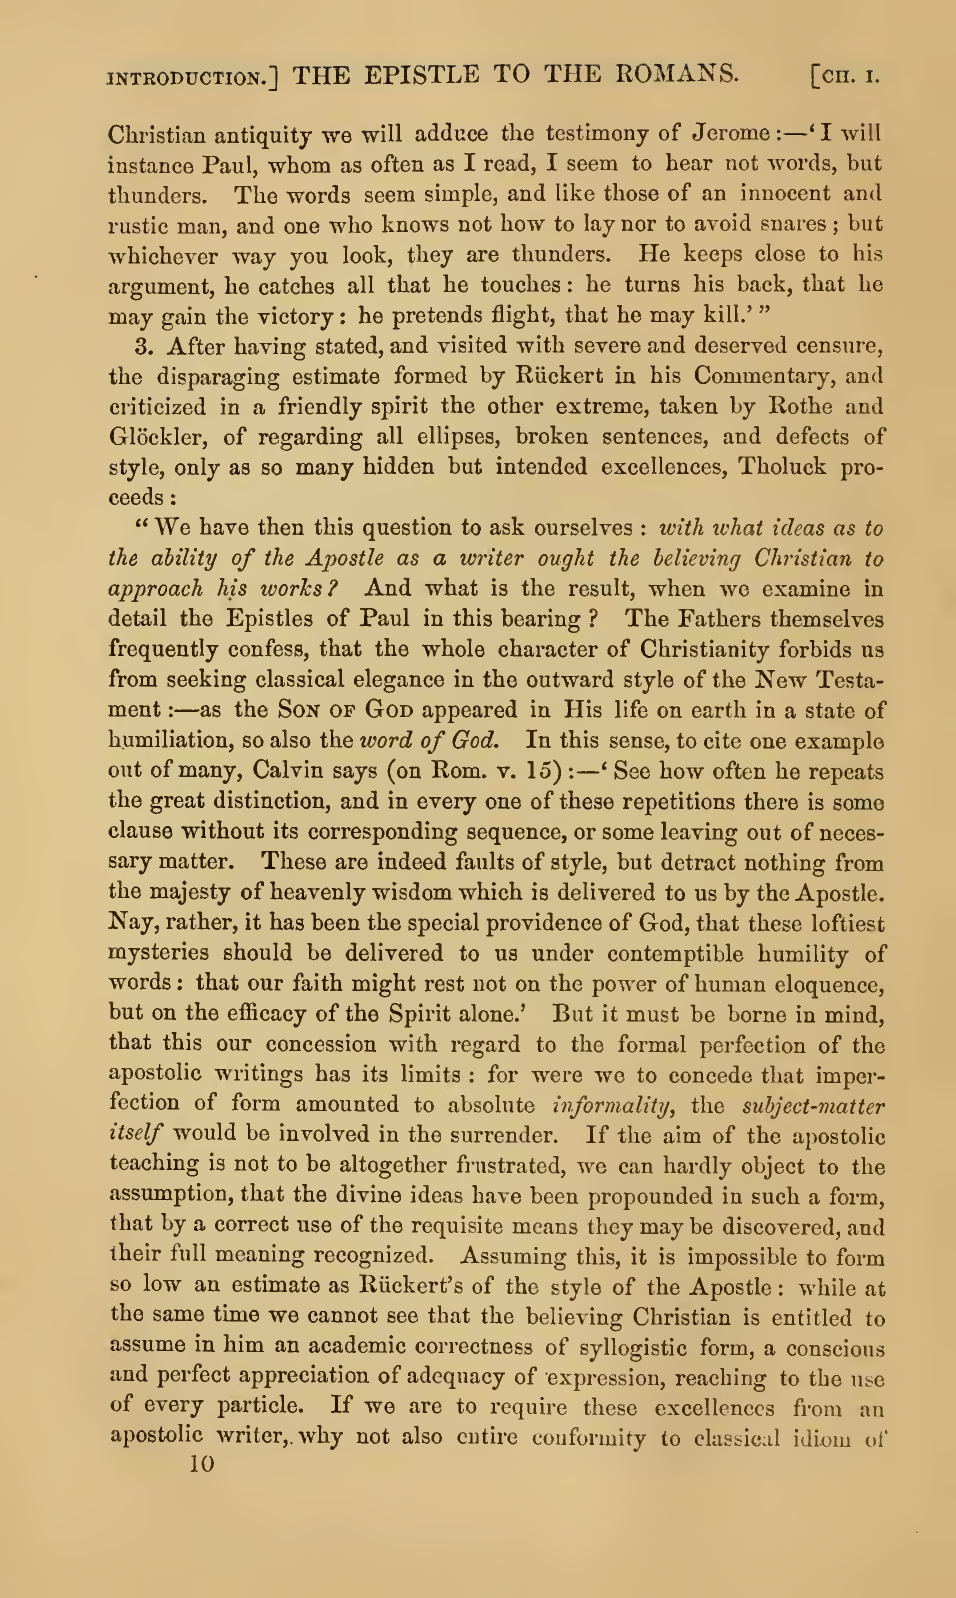 INTRODUCTION.] THE EPISTLE TO THE ROMANS. [CH. I.
Christian antiquity we will adduce the testimony of Jerome:—‘I will
instance Paul, whom as often as I read, I seem to hear not words, but
thunders. The words seem simple, and like those of an innocent and
rustic man, and one who knows not how to lay nor to avoid snares; but
whichever way you look, they are thunders. He keeps close to his
argument, he catches all that he touches: he turns his back, that he
may gain the victory: he pretends flight, that he may kill.’”
3. After having stated, and visited with severe and deserved censure,
the disparaging estimate formed by Rückert in his Commentary, and
criticized in a friendly spirit the other extreme, taken by Rothe and
Glöckler, of regarding all ellipses, broken sentences, and defects of
style, only as so many hidden but intended excellences, Tholuck pro-
ceeds:
“We have then this question to ask ourselves: with what ideas as to
the ability of the Apostle as a writer ought the believing Christian to
approach his works? And what is the result, when we examine in
detail the Epistles of Paul in this bearing? The Fathers themselves
frequently confess, that the whole character of Christianity forbids us
from seeking classical elegance in the outward style of the New Testa-
ment:—as the SON OF GOD appeared in His life on earth in a state of
humiliation, so also the word of God. In this sense, to cite one example
out of many, Calvin says (on Rom. v. 15):—‘See how often he repeats
the great distinction, and in every one of these repetitions there is some
clause without its corresponding sequence, or some leaving out of neces-
sary matter. These are indeed faults of style, but detract nothing from
the majesty of heavenly wisdom which is delivered to us by the Apostle.
Nay, rather, it has been the special providence of God, that these loftiest
mysteries should be delivered to us under contemptible humility of
words: that our faith might rest not on the power of human eloquence,
but on the efficacy of the Spirit alone.’ But it must be borne in mind,
that this our concession with regard to the formal perfection of the
apostolic writings has its limits: for were we to concede that imper-
fection of form amounted to absolute informality, the subject-matter
itself would be involved in the surrender. If the aim of the apostolic
teaching is not to be altogether frustrated, we can hardly object to the
assumption, that the divine ideas have been propounded in such a form,
that by a correct use of the requisite means they may be discovered, and
their full meaning recognized. Assuming this, it is impossible to form
so low an estimate as Rückert’s of the style of the Apostle: while at
the same time we cannot see that the believing Christian is entitled to
assume in him an academic correctness of syllogistic form, a conscious
and perfect appreciation of adequacy of expression, reaching to the use
of every particle. If we are to require these excellences from an
apostolic writer, why not also entire conformity to classical idiom of
10